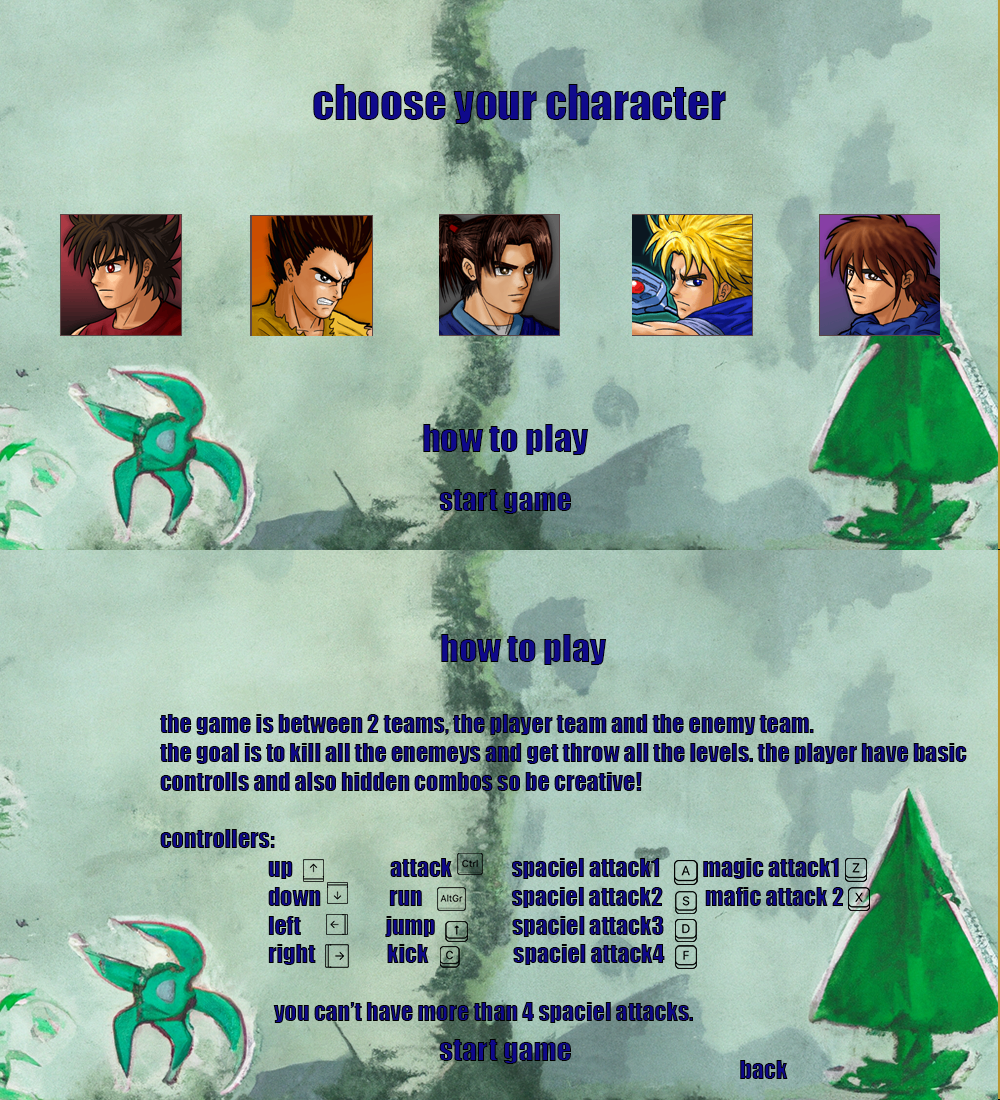 choose your character
how to play
start game
how to play
the game is between 2 teams, the player team and the enemy team.
the goal is to kill all the enemeys and get throw all the levels. the player have basic
controlls and also hidden combos so be creative!
controllers:
up ↑ attack Ctrl spaciel attack1 A magic attack1 Z
down ↓ run AltGr spaciel attack2 S mafic attack 2 X
left ← jump ↑ spaciel attack3 D
right → kick C spaciel attack4 F
you can't have more than 4 spaciel attacks.
start game
back